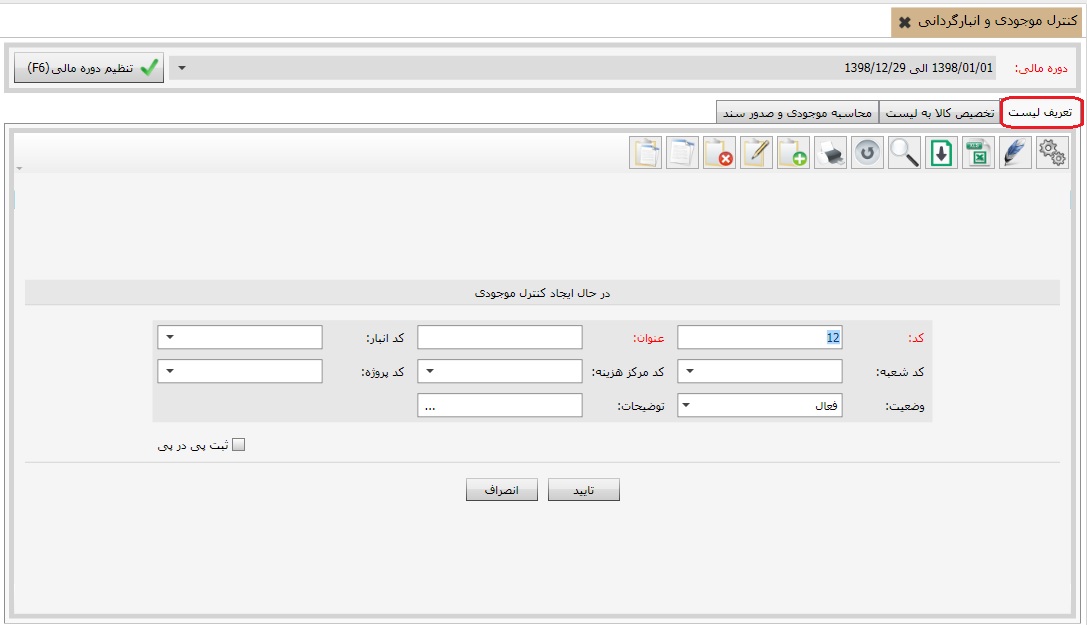 کنترل موجودی و انبارگردانی
دوره مالی: 1398/01/01 الی 1398/12/29 تنظیم دوره مالی (F6)
تعریف لیست تخصیص کالا به لیست محاسبه موجودی و صدور سند
در حال ایجاد کنترل موجودی
کد: 12 عنوان: کد انبار:
کد شعبه: کد مرکز هزینه: کد پروژه:
وضعیت: فعال توضیحات: ...
ثبت پی در پی
تایید انصراف